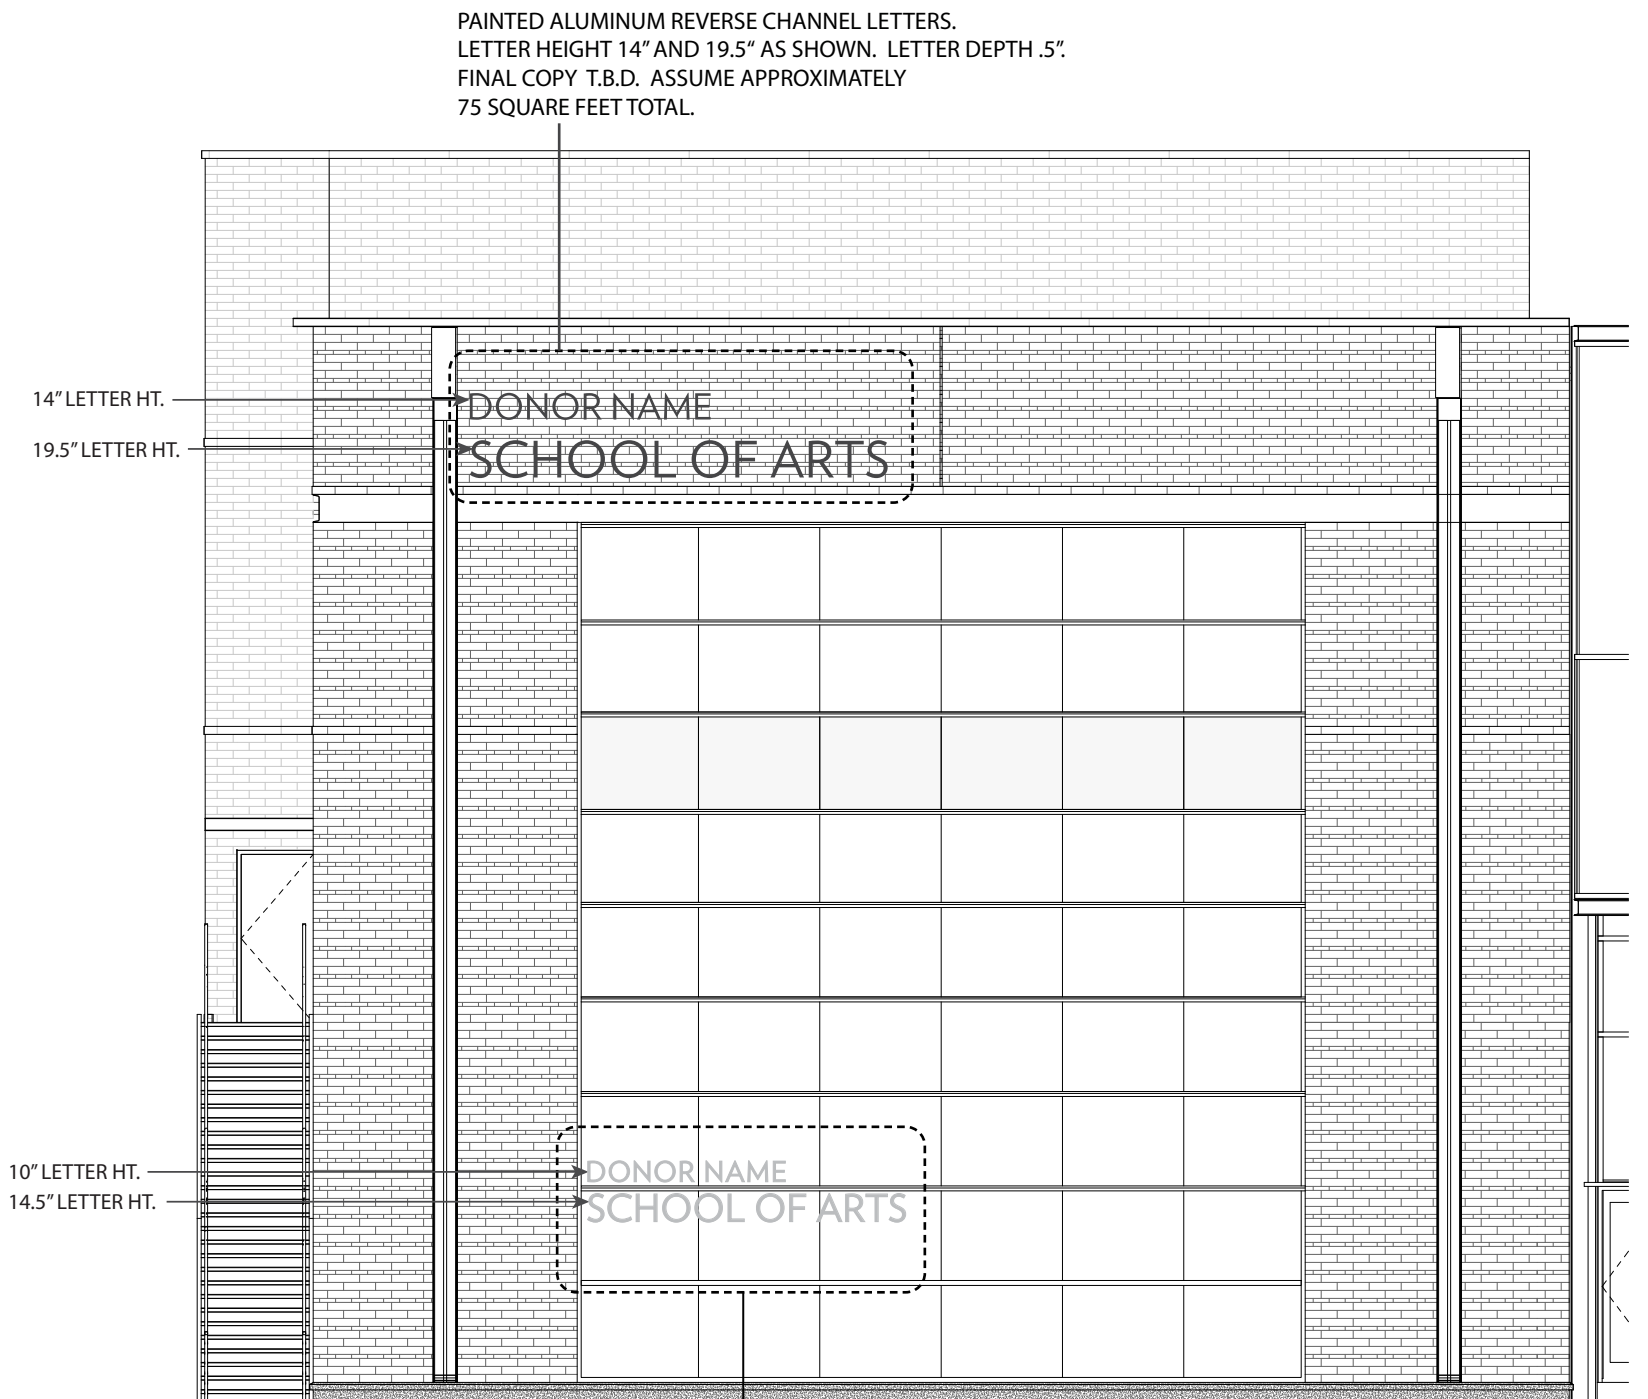 PAINTED ALUMINUM REVERSE CHANNEL LETTERS.
LETTER HEIGHT 14” AND 19.5“ AS SHOWN. LETTER DEPTH .5”.
FINAL COPY T.B.D. ASSUME APPROXIMATELY
75 SQUARE FEET TOTAL.
14” LETTER HT.
DONOR NAME
19.5” LETTER HT.
SCHOOL OF ARTS
10” LETTER HT.
DONOR NAME
14.5” LETTER HT.
SCHOOL OF ARTS